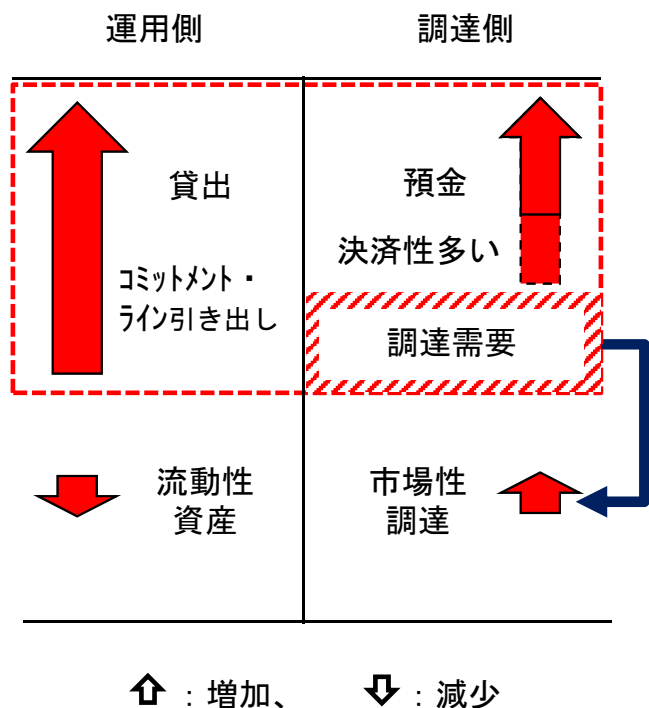 運用側
調達側
貸出
コミットメント・
ライン引き出し
預金
決済性多い
調達需要
流動性
資産
市場性
調達
⇧：増加、 ⇩：減少